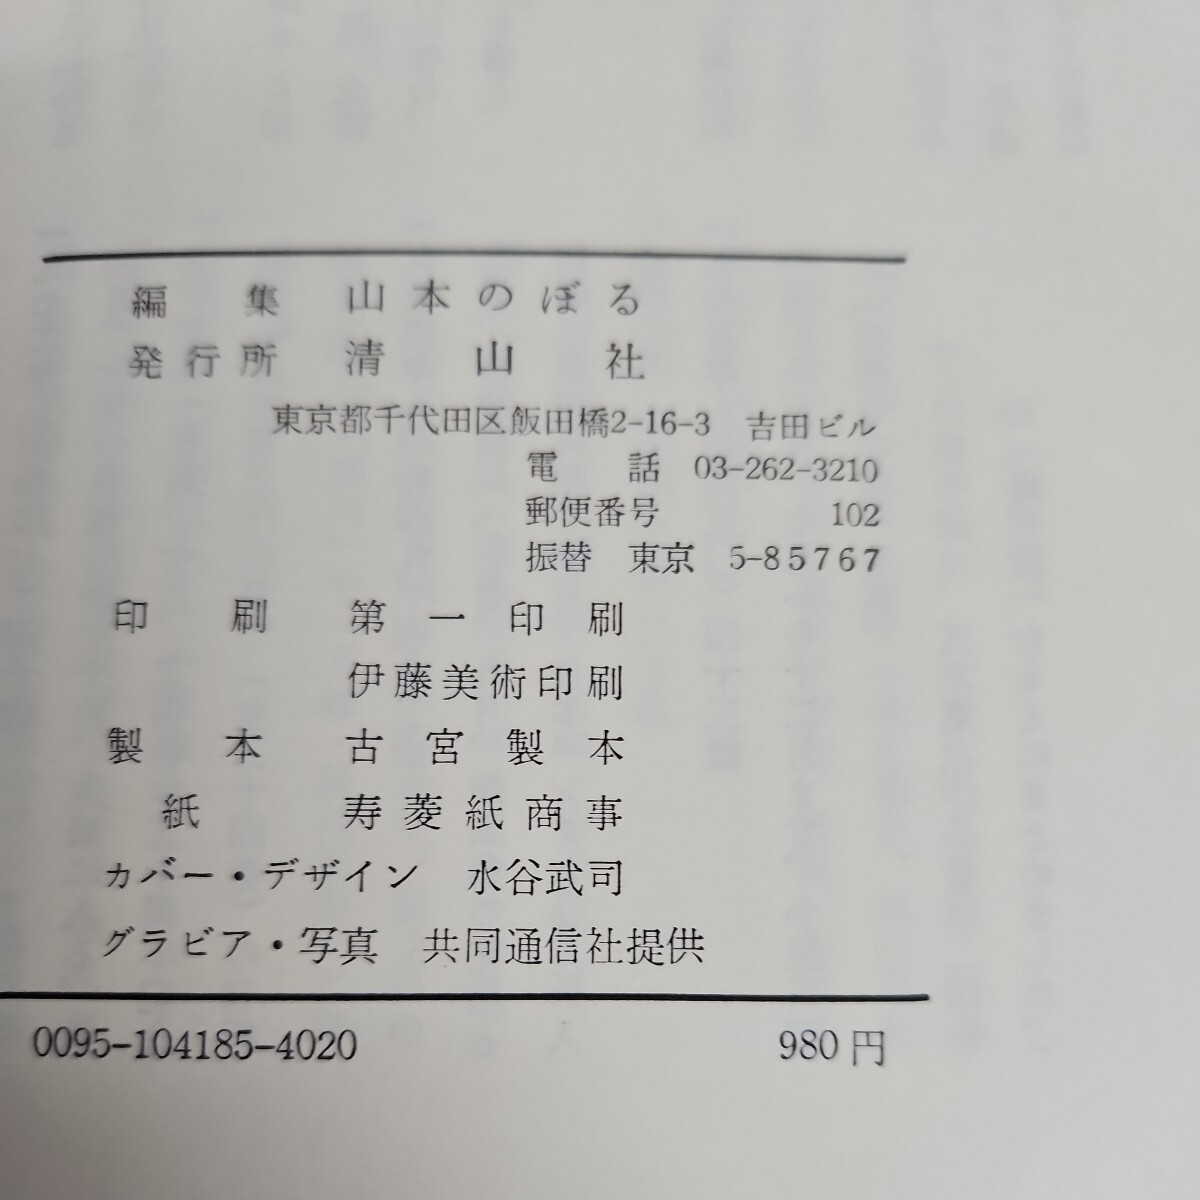 編集 山本のぼる
発行所 清山社
東京都千代田区飯田橋2-16-3 吉田ビル
電話 03-262-3210
郵便番号 102
振替 東京 5-85767
印刷 第一印刷
伊藤美術印刷
製本 古宮製本
紙 寿菱紙商事
カバー・デザイン 水谷武司
グラビア・写真 共同通信社提供
0095-104185-4020 980円